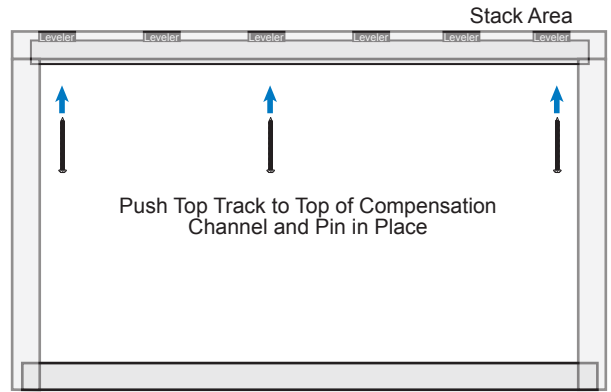 Stack Area
Leveler Leveler Leveler Leveler Leveler Leveler
Push Top Track to Top of Compensation
Channel and Pin in Place